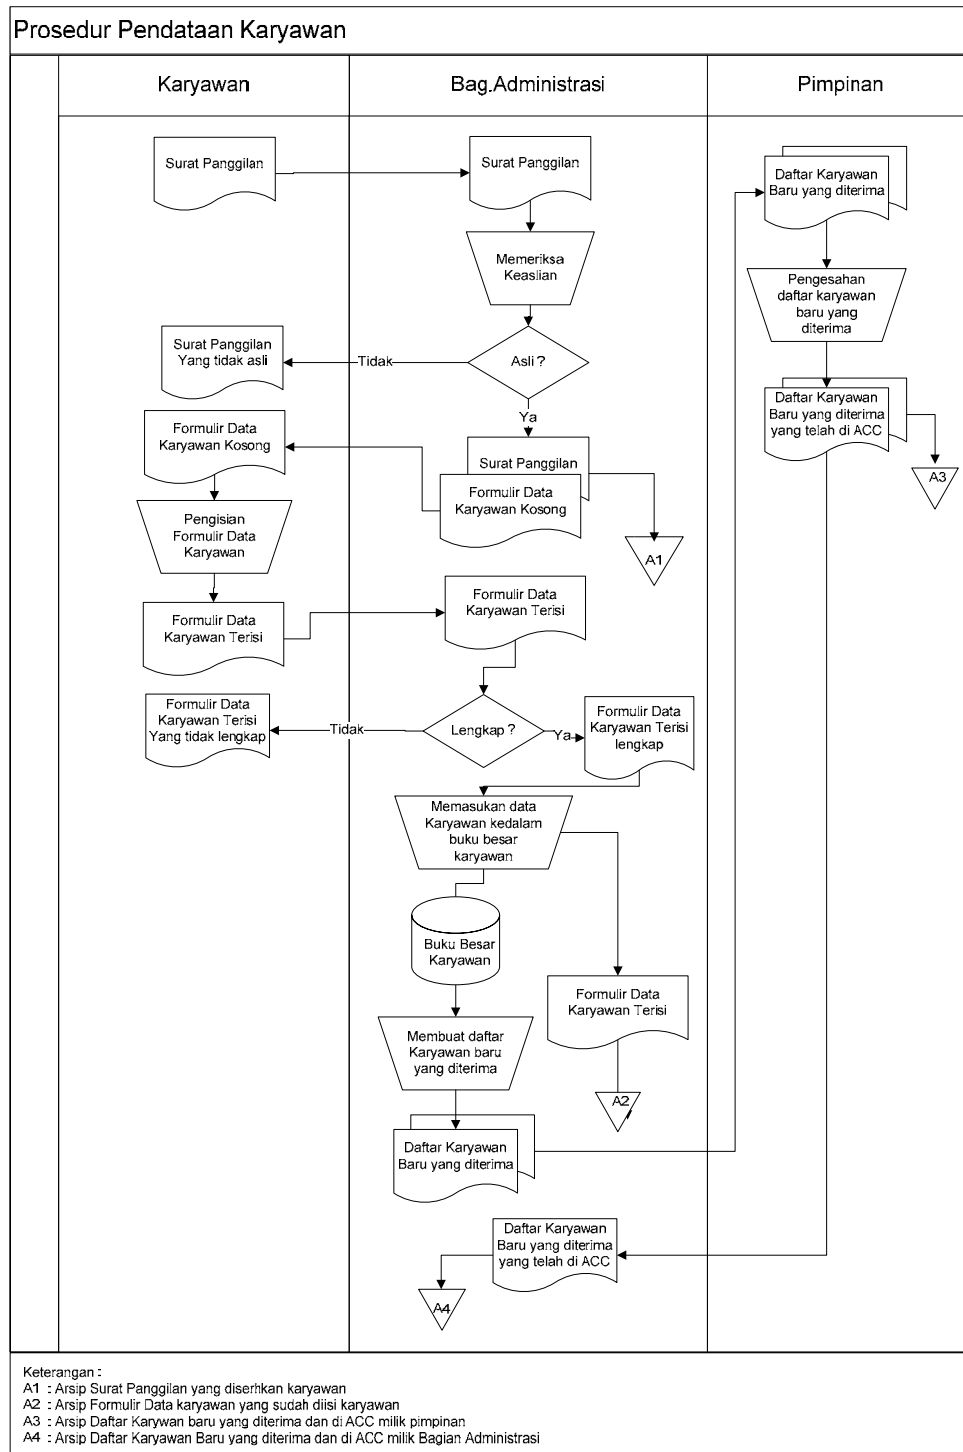 Prosedur Pendataan Karyawan
Karyawan
Bag.Administrasi
Pimpinan
Surat Panggilan
Surat Panggilan
Daftar Karyawan
Baru yang diterima
Memeriksa
Keaslian
Pengesahan
daftar karyawan
baru yang
diterima
Surat Panggilan
Yang tidak asli
Tidak
Asli ?
Ya
Daftar Karyawan
Baru yang diterima
yang telah di ACC
A3
Formulir Data
Karyawan Kosong
Surat Panggilan
Formulir Data
Karyawan Kosong
A1
Pengisian
Formulir Data
Karyawan
Formulir Data
Karyawan Terisi
Formulir Data
Karyawan Terisi
Formulir Data
Karyawan Terisi
Yang tidak lengkap
Tidak
Lengkap ?
Ya
Formulir Data
Karyawan Terisi
lengkap
Memasukan data
Karyawan kedalam
buku besar
karyawan
Buku Besar
Karyawan
Formulir Data
Karyawan Terisi
A2
Membuat daftar
Karyawan baru
yang diterima
Daftar Karyawan
Baru yang diterima
Daftar Karyawan
Baru yang diterima
yang telah di ACC
A4
Keterangan :
A1 : Arsip Surat Panggilan yang diserhkan karyawan
A2 : Arsip Formulir Data karyawan yang sudah diisi karyawan
A3 : Arsip Daftar Karywan baru yang diterima dan di ACC milik pimpinan
A4 : Arsip Daftar Karyawan Baru yang diterima dan di ACC milik Bagian Administrasi